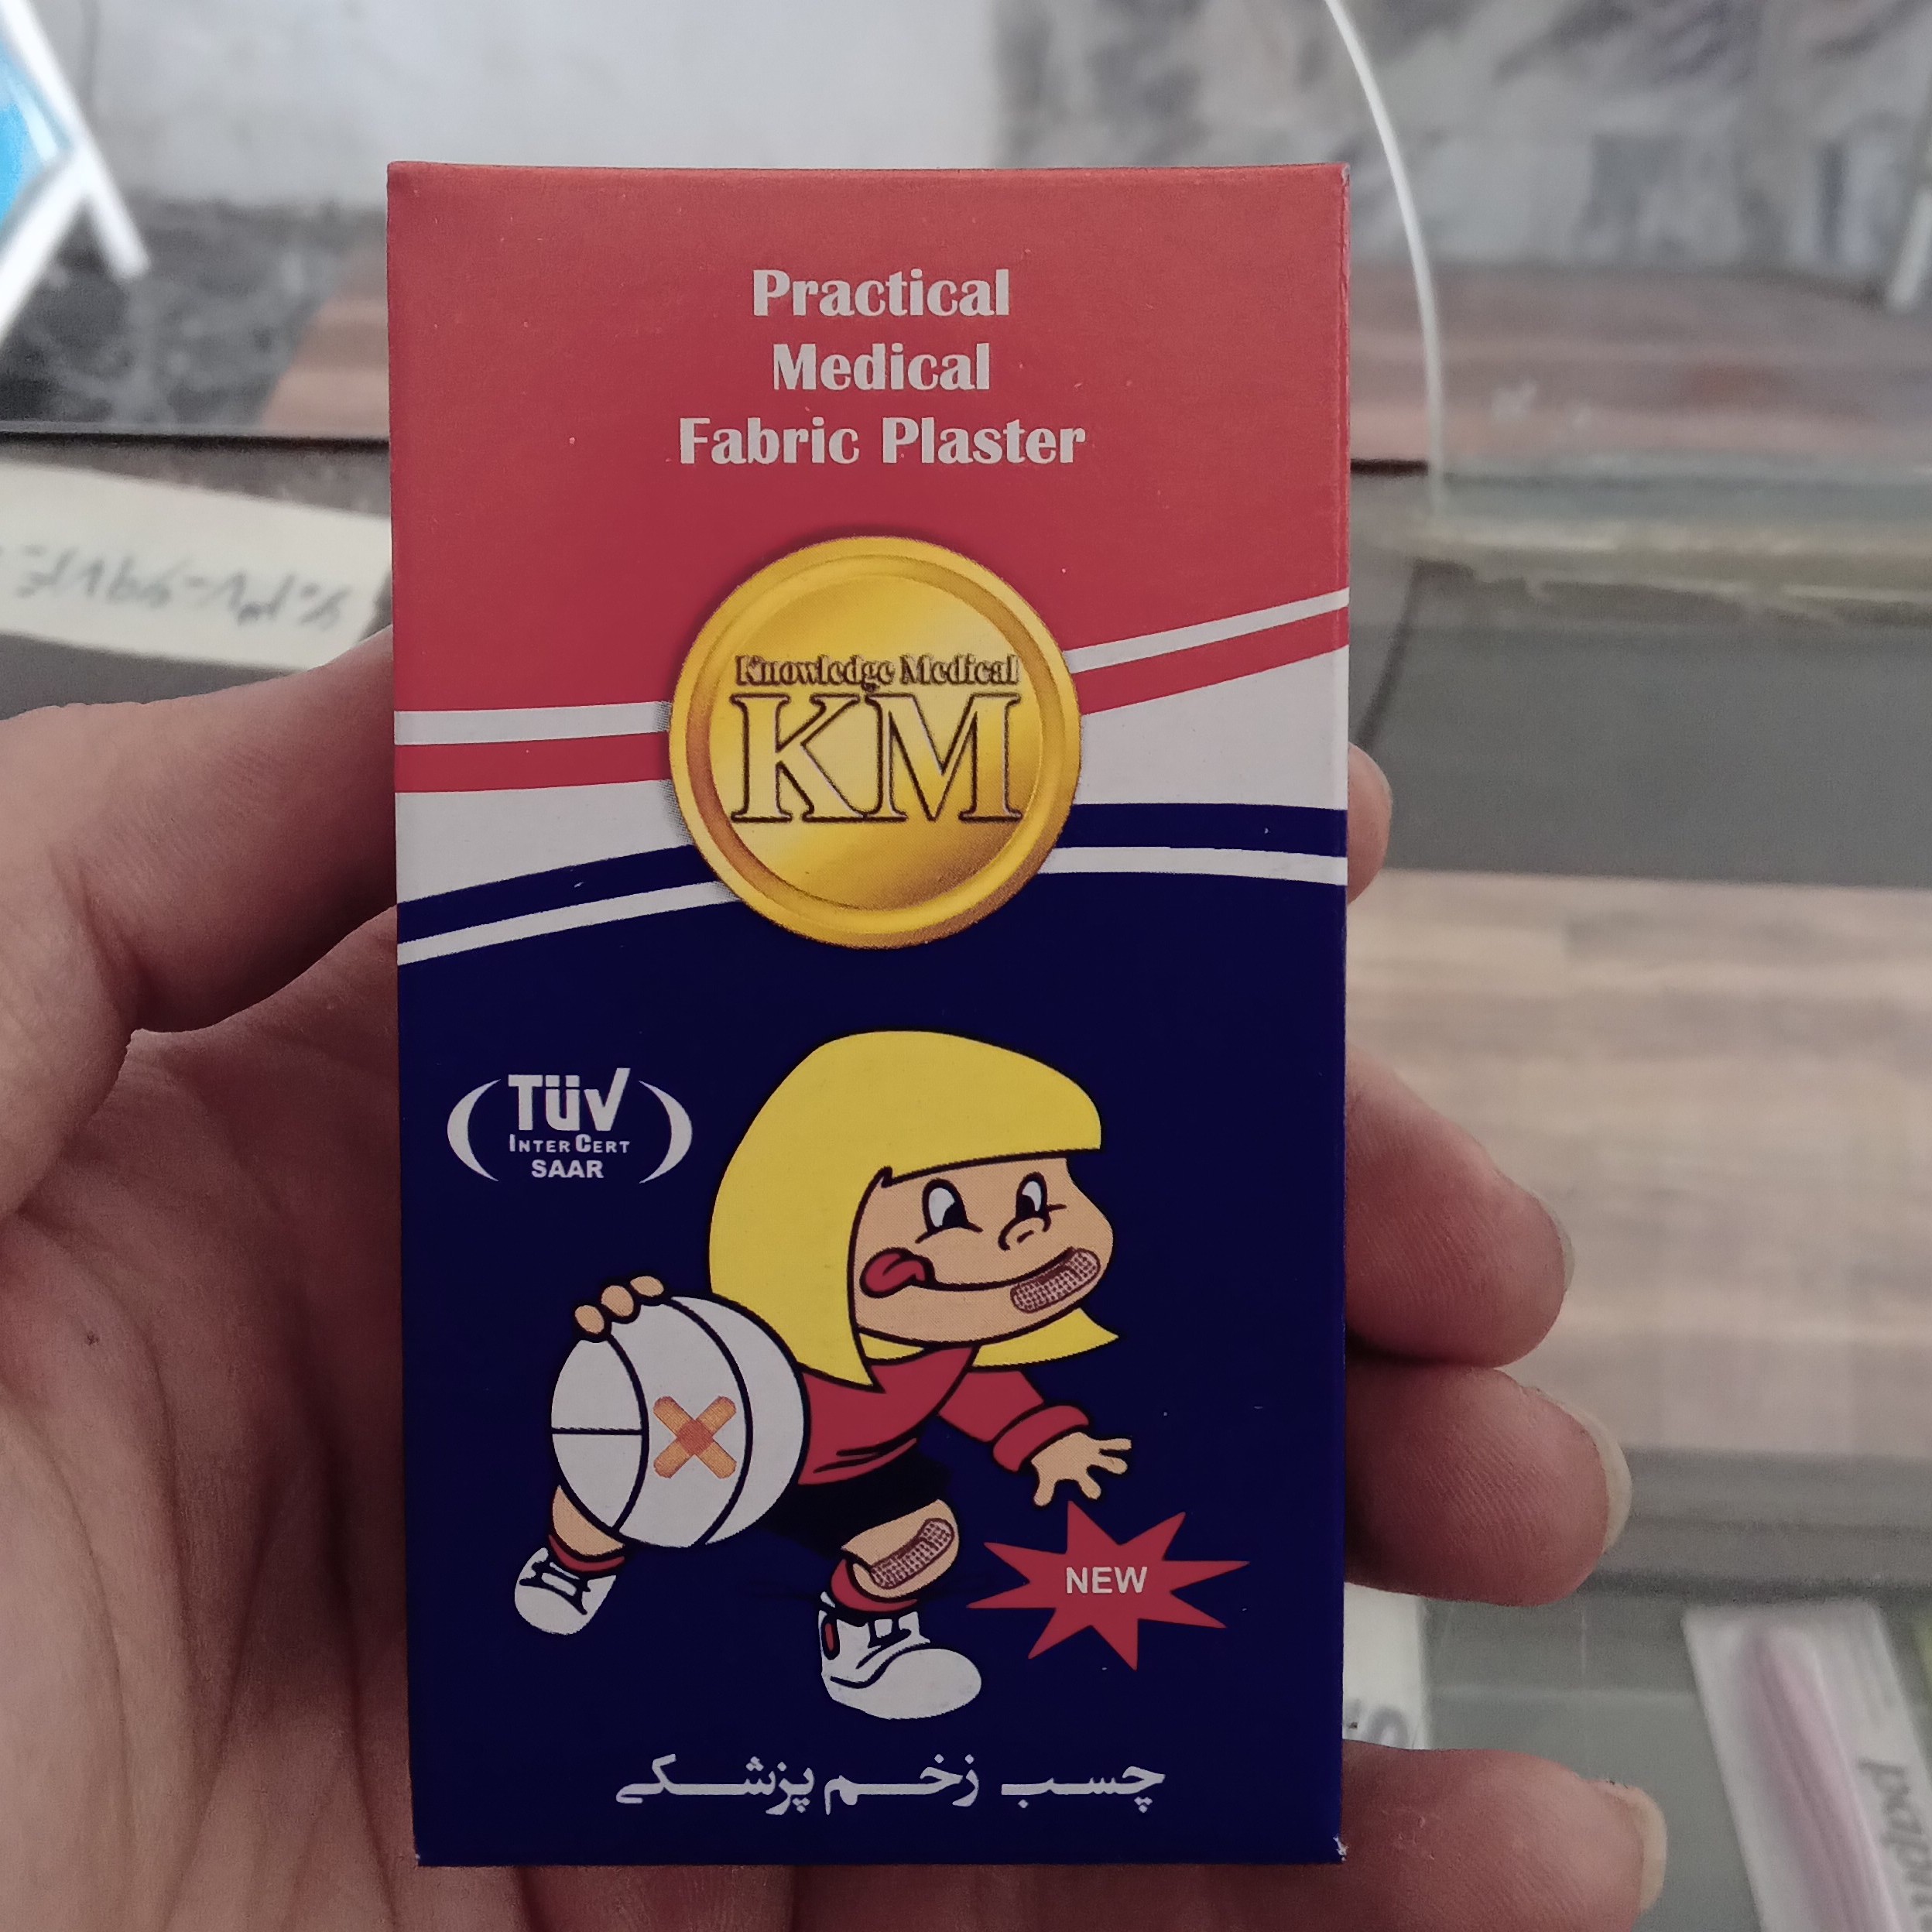 Practical
Medical
Fabric Plaster
Knowledge Medical
KM
TÜV
INTER CERT
SAAR
NEW
چسب زخم پزشکی